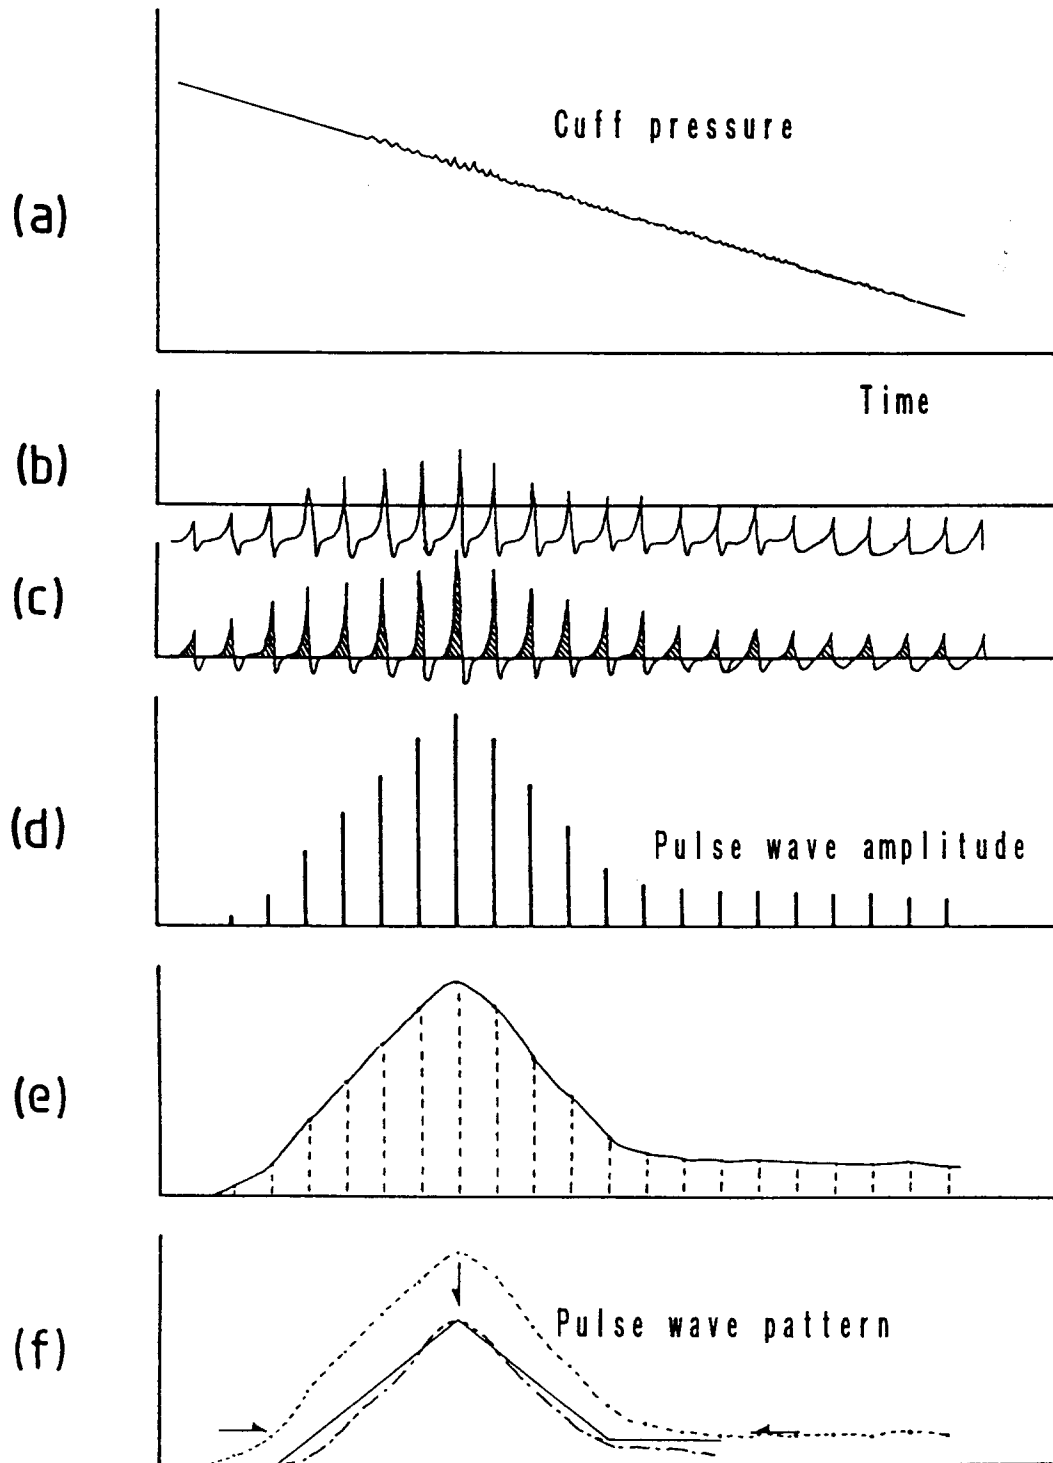 Cuff pressure
(a)
Time
(b)
(c)
(d)
Pulse wave amplitude
(e)
Pulse wave pattern
(f)